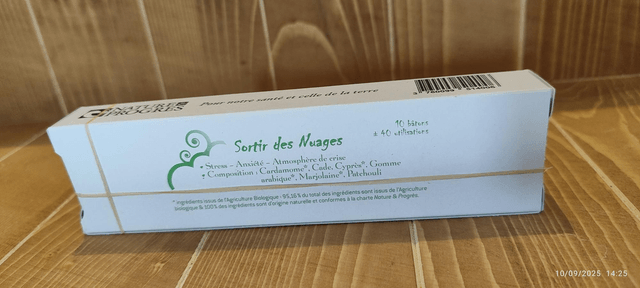 NATURE & PROGRÈS
Pour notre santé et celle de la terre
Sortir des Nuages
10 bâtons
à 40 utilisations
• Stress - Anxiété - Atmosphère de crise
• Composition : Cardamome*, Cade, Cyprès*, Gomme
arabique*, Marjolaine*, Patchouli
* Ingrédients issus de l'Agriculture Biologique : 95,16% du total des ingrédients sont issus de l'Agriculture
biologique & 100% des ingrédients sont d'origine naturelle et conformes à la charte Nature & Progrès.
10/09/2025 14:25